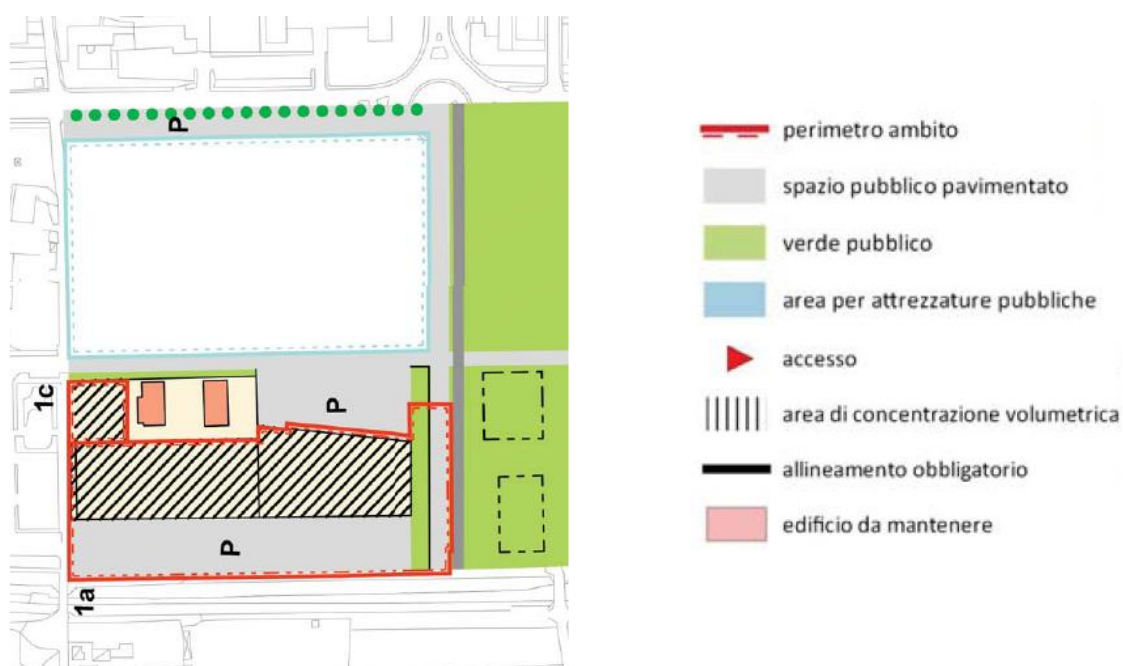 P
1c
P
P
1a
perimetro ambito
spazio pubblico pavimentato
verde pubblico
area per attrezzature pubbliche
accesso
area di concentrazione volumetrica
allineamento obbligatorio
edificio da mantenere